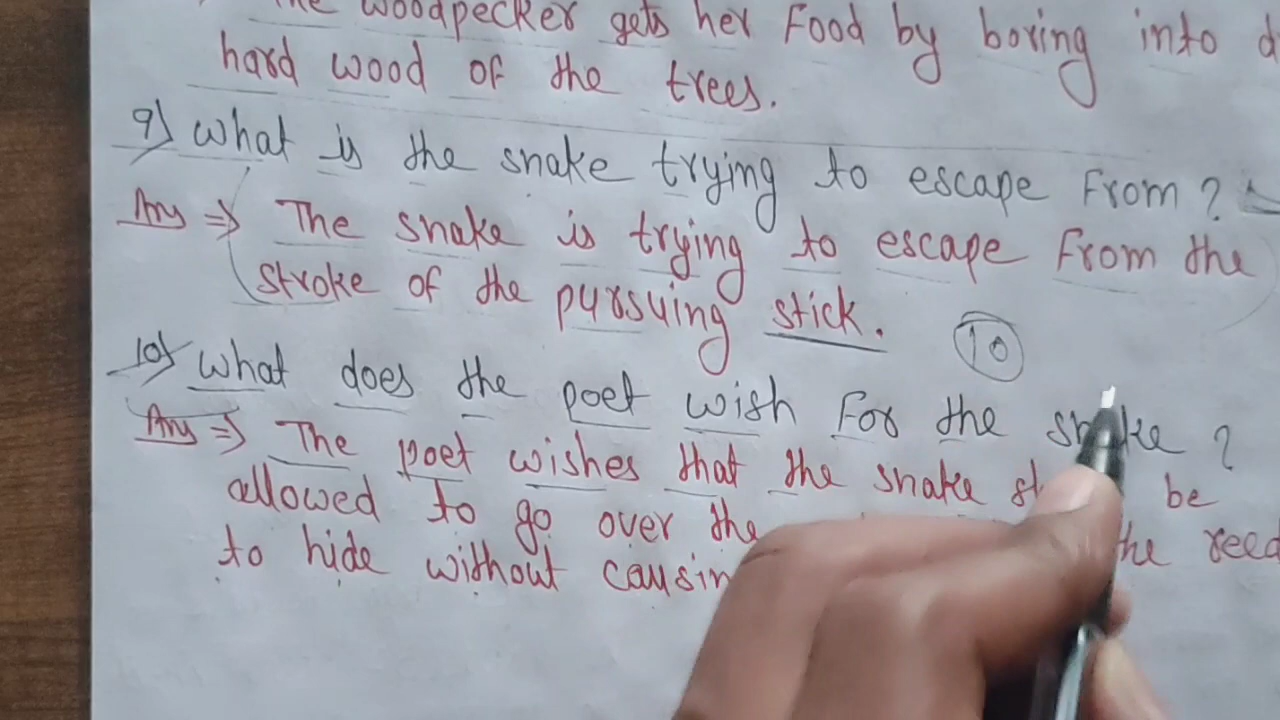 The woodpecker gets her Food by boring into
hard wood of the trees.
9) What is the snake trying to escape From?
Ans ⇒ The snake is trying to escape From the
stroke of the pursuing stick.
10
10) What does the poet wish For the snake ?
Ans ⇒ The poet wishes that the snake be
allowed to go over the the
to hide without